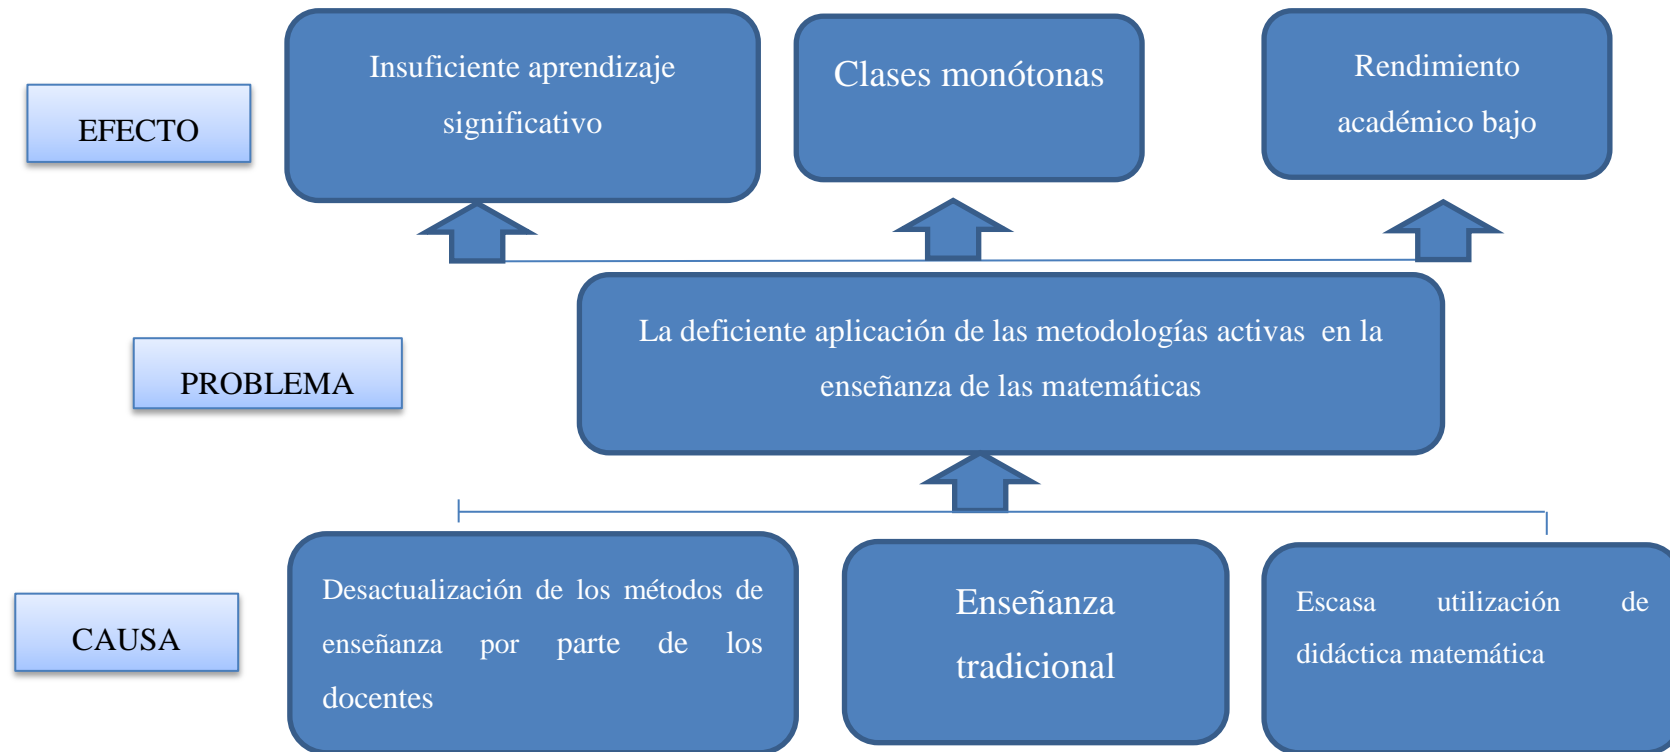 EFECTO
Insuficiente aprendizaje
significativo
Clases monótonas
Rendimiento
académico bajo
PROBLEMA
La deficiente aplicación de las metodologías activas  en la
enseñanza de las matemáticas
CAUSA
Desactualización de los métodos de
enseñanza por parte de los
docentes
Enseñanza
tradicional
Escasa utilización de
didáctica matemática